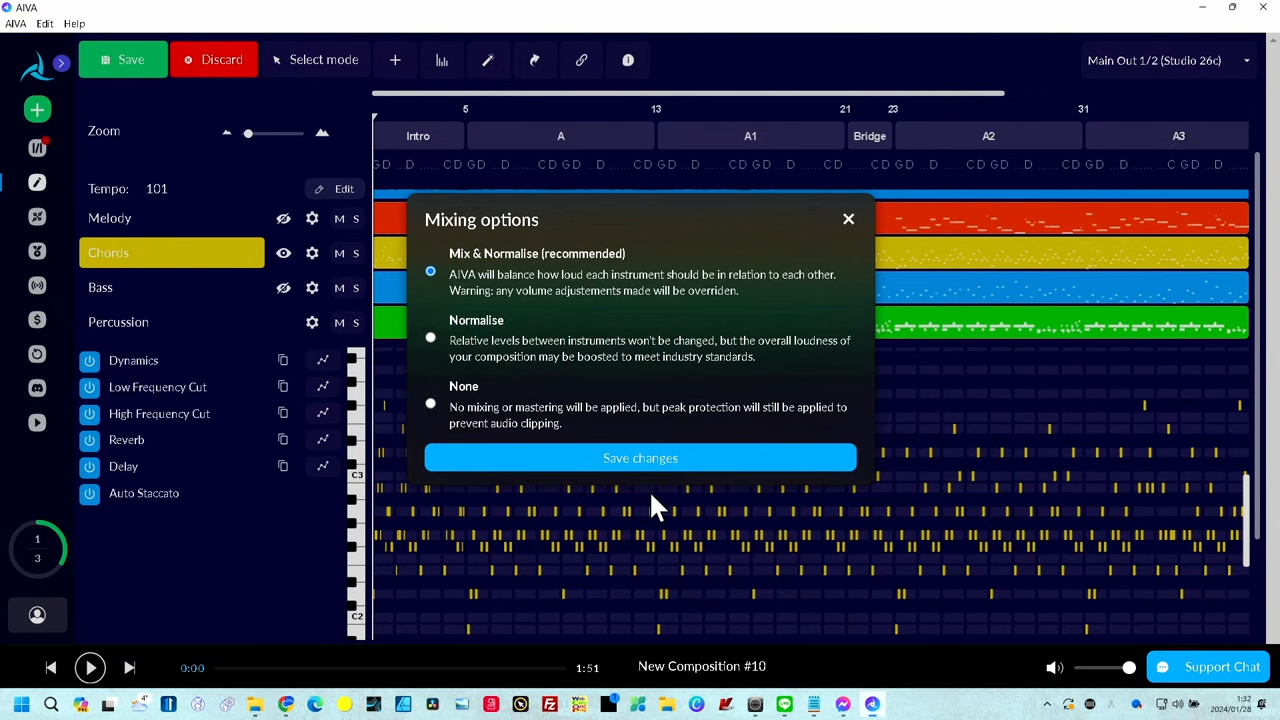 AIVA
AIVA Edit Help
Save Discard Select mode Main Out 1/2 (Studio 26c)
5 13 21 23 31
Zoom
Intro A A1 Bridge A2 A3
Tempo: 101 Edit
Melody M S
Chords M S
Bass M S
Percussion M S
Dynamics
Low Frequency Cut
High Frequency Cut
Reverb
Delay
Auto Staccato
C3
C2
Mixing options
Mix & Normalise (recommended)
AIVA will balance how loud each instrument should be in relation to each other.
Warning: any volume adjustements made will be overriden.
Normalise
Relative levels between instruments won't be changed, but the overall loudness of
your composition may be boosted to meet industry standards.
None
No mixing or mastering will be applied, but peak protection will still be applied to
prevent audio clipping.
Save changes
1
3
0:00 1:51 New Composition #10 Support Chat
4°
1:32
2024/01/28